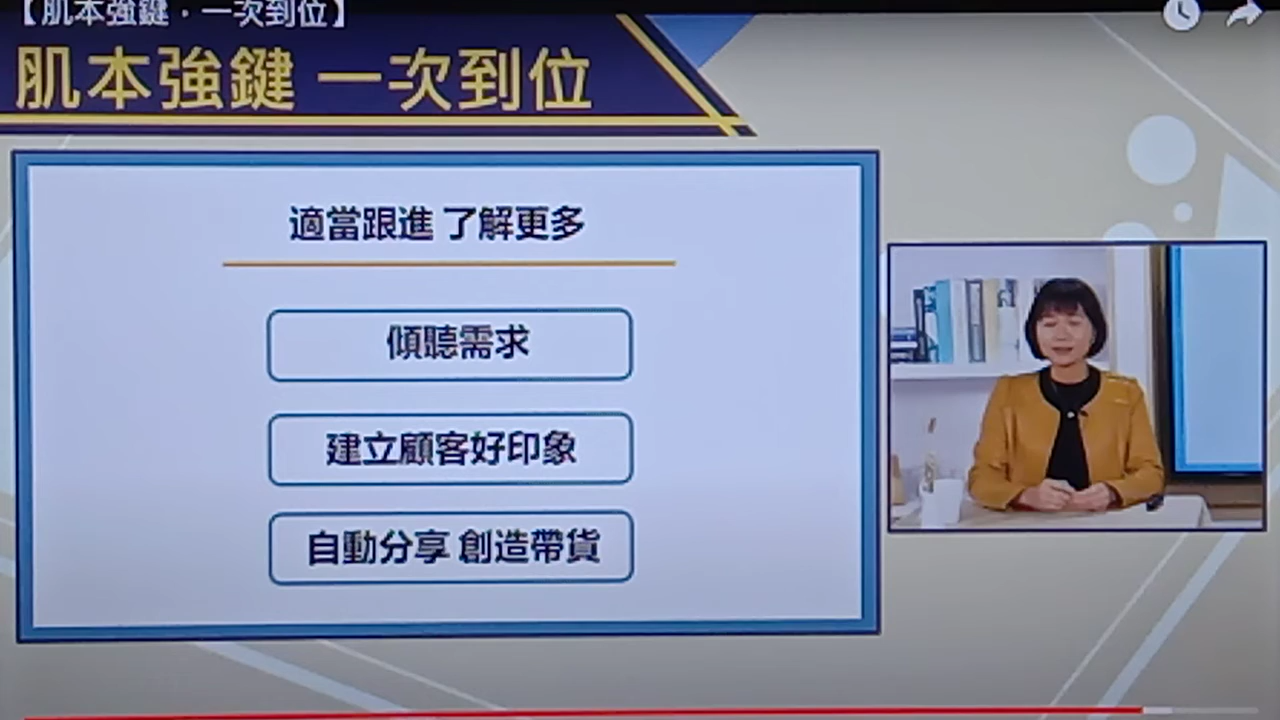 【肌本強鍵．一次到位】
肌本強鍵 一次到位
適當跟進 了解更多
傾聽需求
建立顧客好印象
自動分享 創造帶貨